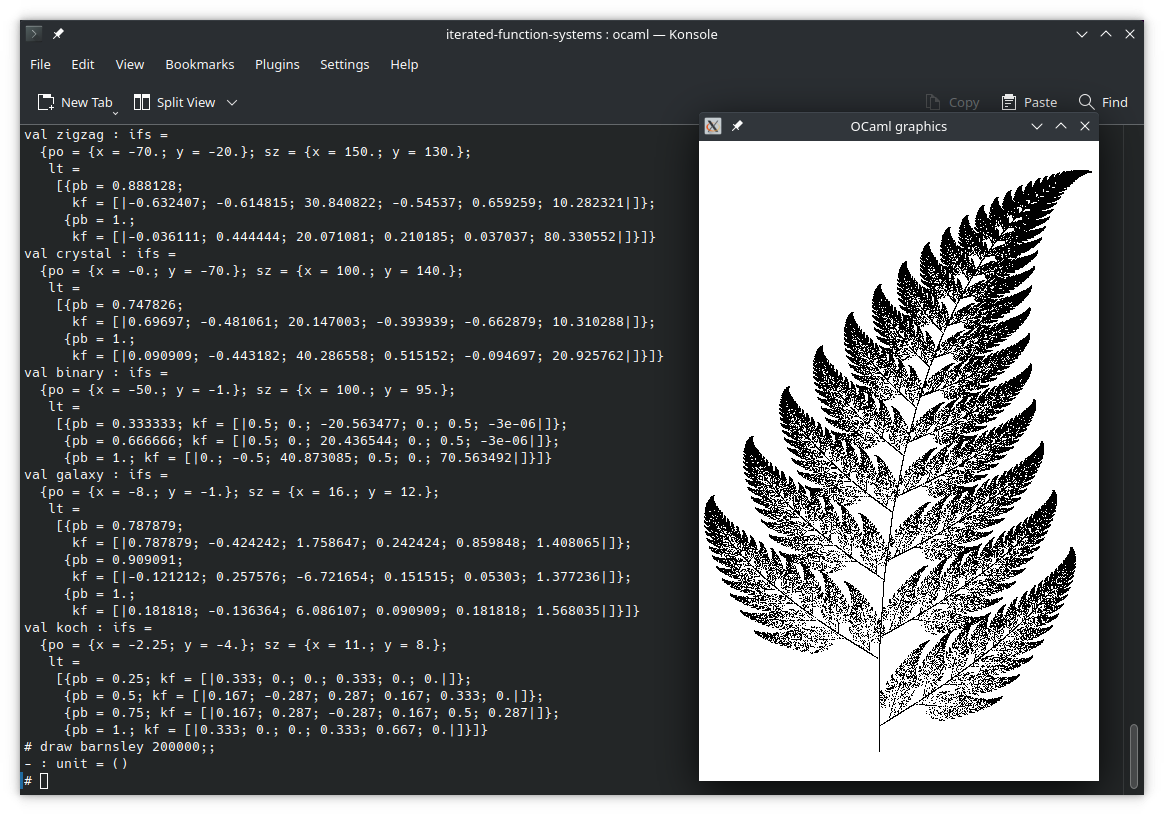 iterated-function-systems : ocaml — Konsole
File Edit View Bookmarks Plugins Settings Help
New Tab Split View Copy Paste Find
OCaml graphics
val zigzag : ifs =
  {po = {x = -70.; y = -20.}; sz = {x = 150.; y = 130.};
   lt =
    [{pb = 0.888128;
      kf = [|-0.632407; -0.614815; 30.840822; -0.54537; 0.659259; 10.282321|]};
     {pb = 1.;
      kf = [|-0.036111; 0.444444; 20.071081; 0.210185; 0.037037; 80.330552|]}]}
val crystal : ifs =
  {po = {x = -0.; y = -70.}; sz = {x = 100.; y = 140.};
   lt =
    [{pb = 0.747826;
      kf = [|0.69697; -0.481061; 20.147003; -0.393939; -0.662879; 10.310288|]};
     {pb = 1.;
      kf = [|0.090909; -0.443182; 40.286558; 0.515152; -0.094697; 20.925762|]}]}
val binary : ifs =
  {po = {x = -50.; y = -1.}; sz = {x = 100.; y = 95.};
   lt =
    [{pb = 0.333333; kf = [|0.5; 0.; -20.563477; 0.; 0.5; -3e-06|]};
     {pb = 0.666666; kf = [|0.5; 0.; 20.436544; 0.; 0.5; -3e-06|]};
     {pb = 1.; kf = [|0.; -0.5; 40.873085; 0.5; 0.; 70.563492|]}]}
val galaxy : ifs =
  {po = {x = -8.; y = -1.}; sz = {x = 16.; y = 12.};
   lt =
    [{pb = 0.787879;
      kf = [|0.787879; -0.424242; 1.758647; 0.242424; 0.859848; 1.408065|]};
     {pb = 0.909091;
      kf = [|-0.121212; 0.257576; -6.721654; 0.151515; 0.05303; 1.377236|]};
     {pb = 1.;
      kf = [|0.181818; -0.136364; 6.086107; 0.090909; 0.181818; 1.568035|]}]}
val koch : ifs =
  {po = {x = -2.25; y = -4.}; sz = {x = 11.; y = 8.};
   lt =
    [{pb = 0.25; kf = [|0.333; 0.; 0.; 0.333; 0.; 0.|]};
     {pb = 0.5; kf = [|0.167; -0.287; 0.287; 0.167; 0.333; 0.|]};
     {pb = 0.75; kf = [|0.167; 0.287; -0.287; 0.167; 0.5; 0.287|]};
     {pb = 1.; kf = [|0.333; 0.; 0.; 0.333; 0.667; 0.|]}]}
# draw barnsley 200000;;
- : unit = ()
#